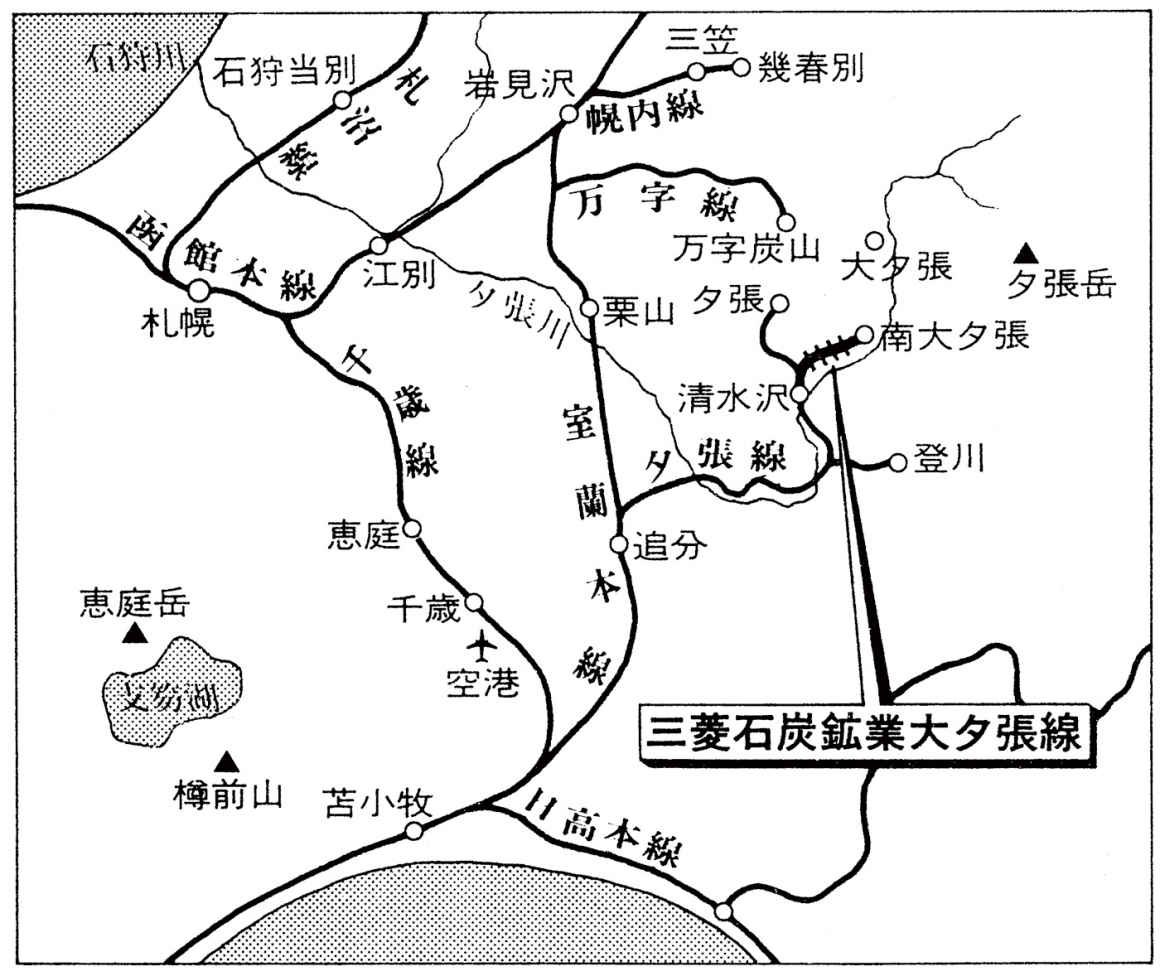 石狩川
石狩当別
札沼線
岩見沢
三笠
幾春別
幌内線
万字線
万字炭山
大夕張
夕張岳
函館本線
江別
札幌
夕張川
栗山
夕張
南大夕張
清水沢
千歳線
室蘭本線
夕張線
登川
恵庭
追分
恵庭岳
千歳
空港
支笏湖
三菱石炭鉱業大夕張線
樽前山
苫小牧
日高本線